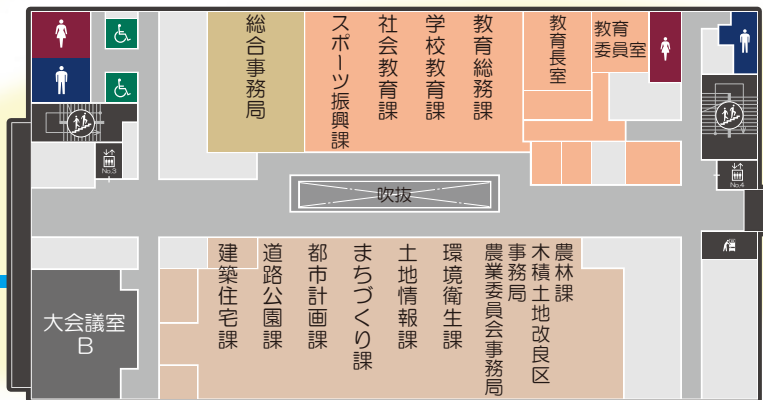 総合事務局
スポーツ振興課
社会教育課
学校教育課
教育総務課
教育長室
教育
委員室
No.3
No.4
吹抜
建築住宅課
道路公園課
都市計画課
まちづくり課
土地情報課
環境衛生課
農業委員会事務局
木積土地改良区
事務局
農林課
大会議室
B